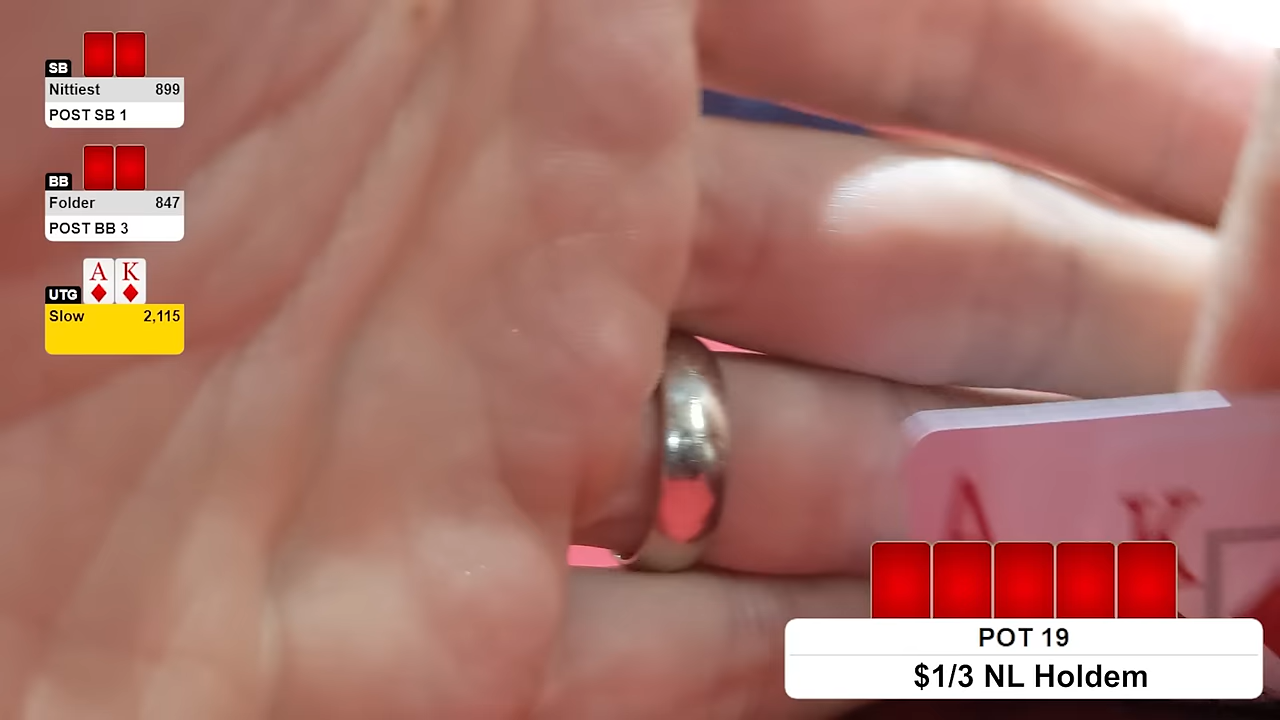 SB
Nittiest 899
POST SB 1
BB
Folder 847
POST BB 3
A K
UTG
Slow 2,115
A K
POT 19
$1/3 NL Holdem